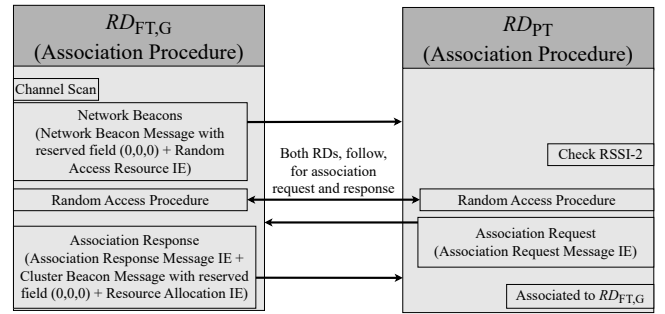 RD_FT,G
(Association Procedure)
RD_PT
(Association Procedure)
Channel Scan
Network Beacons
(Network Beacon Message with
reserved field (0,0,0) + Random
Access Resource IE)
Both RDs, follow,
for association
request and response
Check RSSI-2
Random Access Procedure
Random Access Procedure
Association Request
(Association Request Message IE)
Association Response
(Association Response Message IE +
Cluster Beacon Message with reserved
field (0,0,0) + Resource Allocation IE)
Associated to RD_FT,G